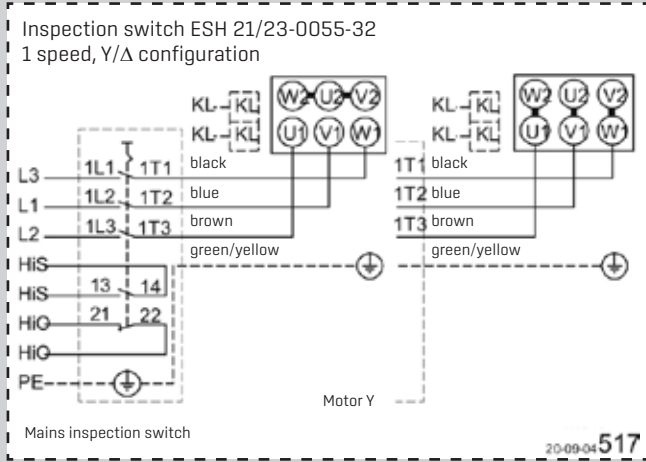 Inspection switch ESH 21/23-0055-32
1 speed, Y/Δ configuration
KL KL W2 U2 V2
KL KL U1 V1 W1
KL KL W2 U2 V2
KL KL U1 V1 W1
L3 1L1 1T1 black
L1 1L2 1T2 blue
L2 1L3 1T3 brown
green/yellow
1T1 black
1T2 blue
1T3 brown
green/yellow
HiS
HiS 13 14
HiO 21 22
HiO
PE
Motor Y
Mains inspection switch
20-09-04 517